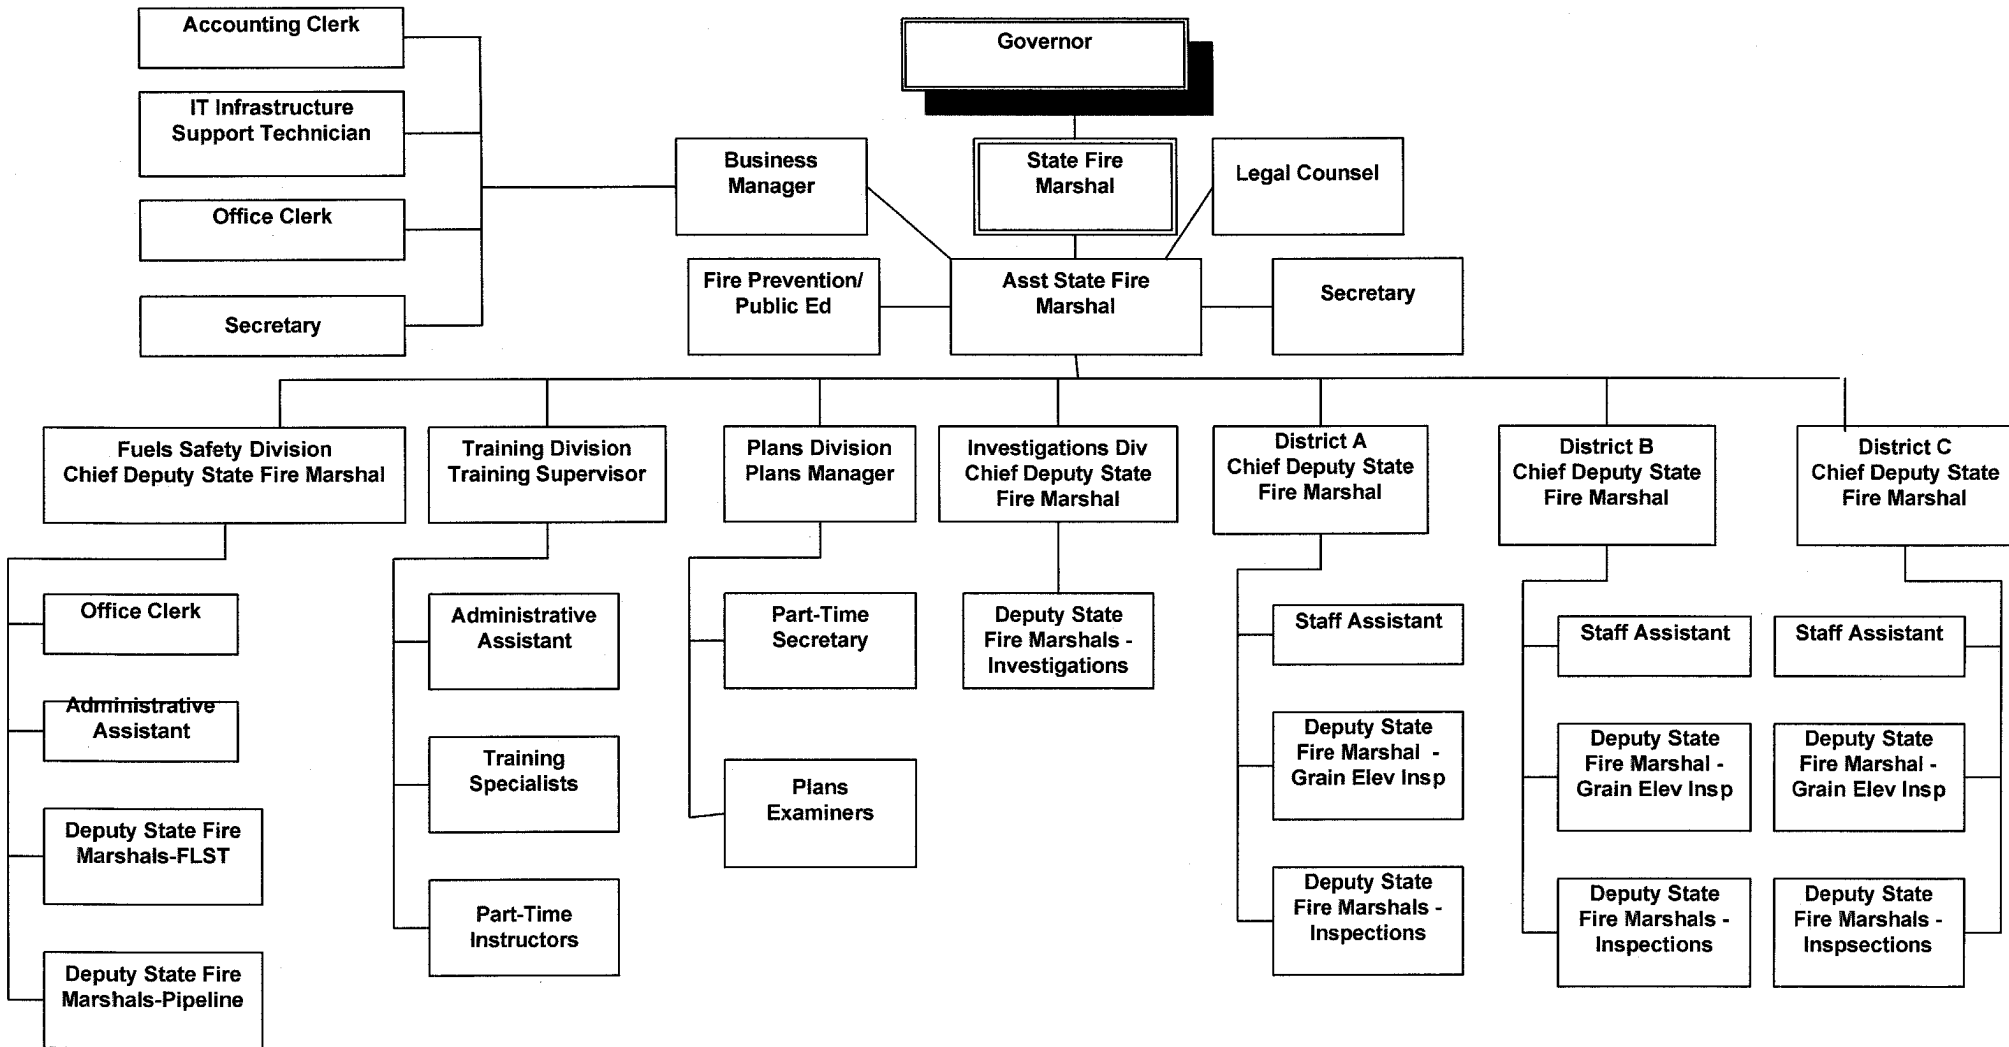 Accounting Clerk
Governor
IT Infrastructure
Support Technician
Business
Manager
State Fire
Marshal
Legal Counsel
Office Clerk
Fire Prevention/
Public Ed
Asst State Fire
Marshal
Secretary
Secretary
Fuels Safety Division
Chief Deputy State Fire Marshal
Training Division
Training Supervisor
Plans Division
Plans Manager
Investigations Div
Chief Deputy State
Fire Marshal
District A
Chief Deputy State
Fire Marshal
District B
Chief Deputy State
Fire Marshal
District C
Chief Deputy State
Fire Marshal
Office Clerk
Administrative
Assistant
Deputy State Fire
Marshals-FLST
Deputy State Fire
Marshals-Pipeline
Administrative
Assistant
Training
Specialists
Part-Time
Instructors
Part-Time
Secretary
Plans
Examiners
Deputy State
Fire Marshals -
Investigations
Staff Assistant
Deputy State
Fire Marshal -
Grain Elev Insp
Deputy State
Fire Marshals -
Inspections
Staff Assistant
Deputy State
Fire Marshal -
Grain Elev Insp
Deputy State
Fire Marshals -
Inspections
Staff Assistant
Deputy State
Fire Marshal -
Grain Elev Insp
Deputy State
Fire Marshals -
Inspsections